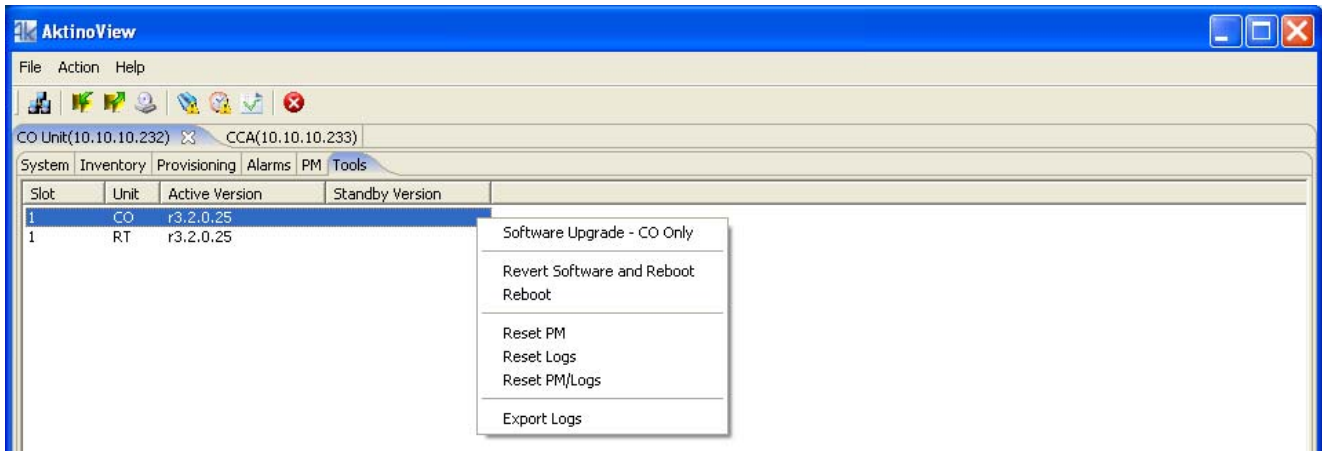 AktinoView
File Action Help
CO Unit(10.10.10.232) CCA(10.10.10.233)
System Inventory Provisioning Alarms PM Tools
Slot Unit Active Version Standby Version
1 CO r3.2.0.25
1 RT r3.2.0.25
Software Upgrade - CO Only
Revert Software and Reboot
Reboot
Reset PM
Reset Logs
Reset PM/Logs
Export Logs